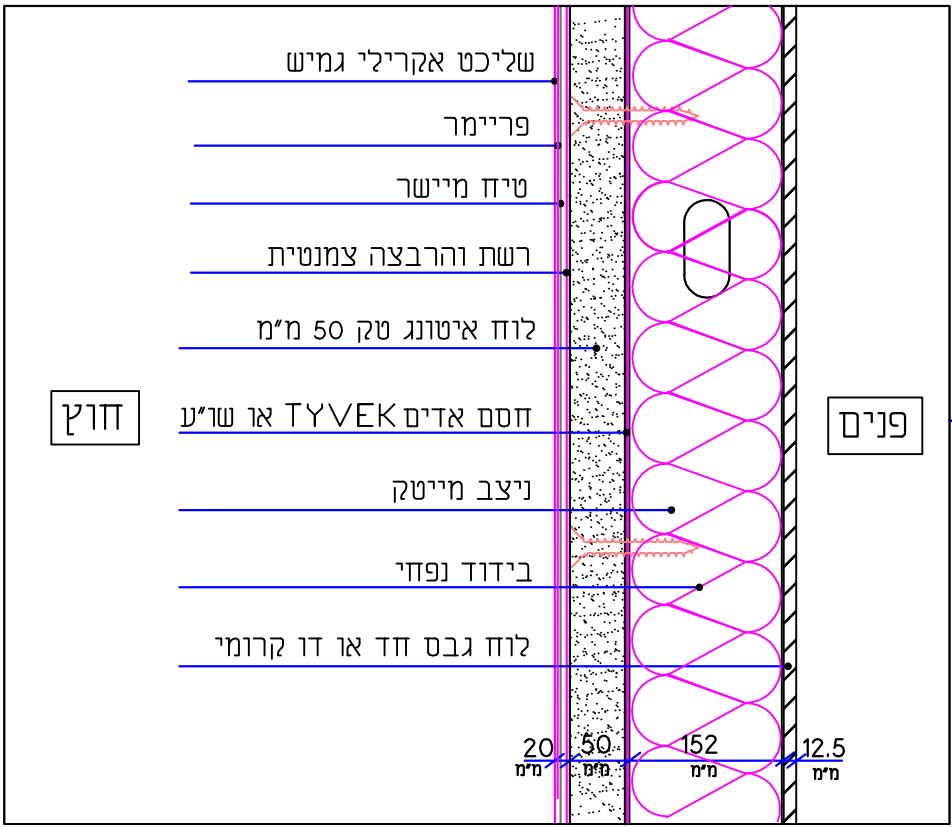 שליכט אקרילי גמיש
פריימר
טיח מיישר
רשת והרבצה צמנטית
לוח איטונג טק 50 מ"מ
חסם אדים TYVEK או שו"ע
ניצב מייטק
בידוד נפחי
לוח גבס חד או דו קרומי
חוץ
פנים
20 מ"מ
50 מ"מ
152 מ"מ
12.5 מ"מ